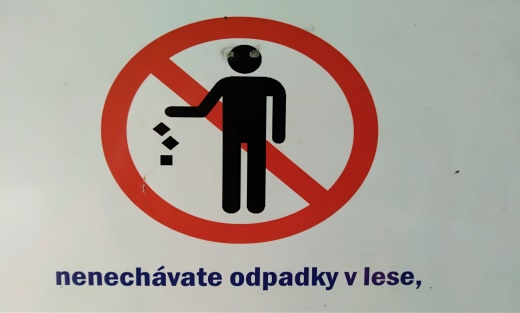 nenechávate odpadky v lese,